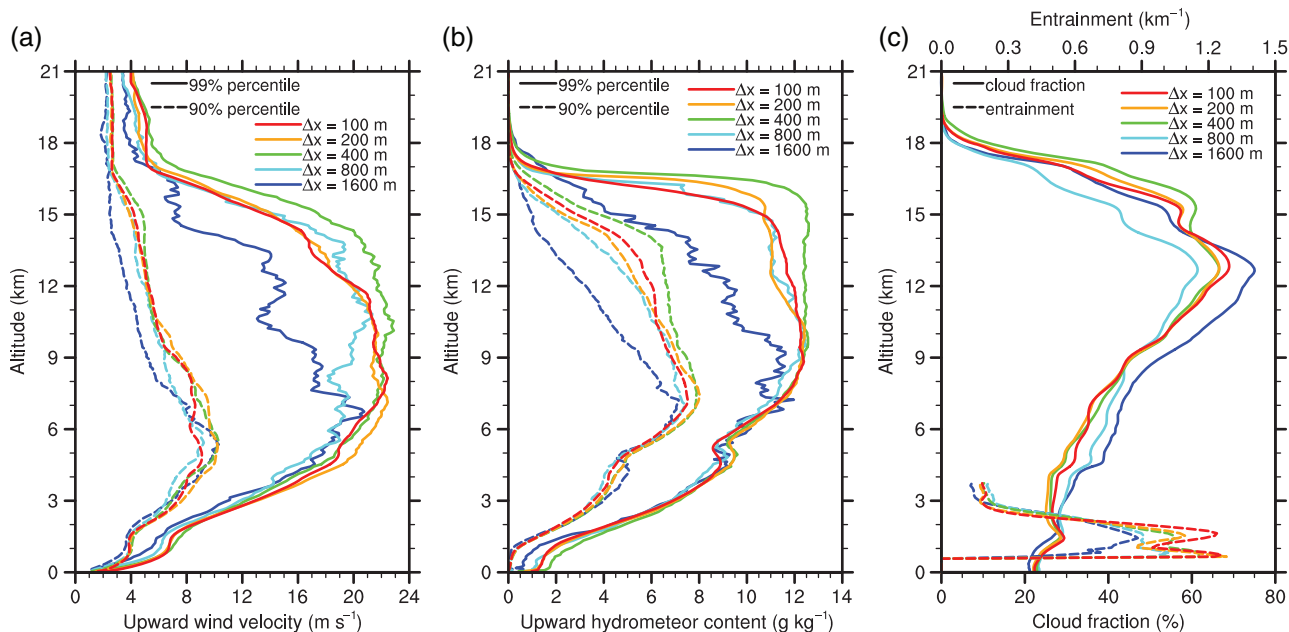 (a)
21
18
15
12
9
6
3
0
Altitude (km)
0 4 8 12 16 20 24
Upward wind velocity (m s⁻¹)
99% percentile
90% percentile
Δx = 100 m
Δx = 200 m
Δx = 400 m
Δx = 800 m
Δx = 1600 m
(b)
21
18
15
12
9
6
3
0
Altitude (km)
0 2 4 6 8 10 12 14
Upward hydrometeor content (g kg⁻¹)
99% percentile
90% percentile
Δx = 100 m
Δx = 200 m
Δx = 400 m
Δx = 800 m
Δx = 1600 m
(c)
Entrainment (km⁻¹)
0.0 0.3 0.6 0.9 1.2 1.5
21
18
15
12
9
6
3
0
Altitude (km)
0 20 40 60 80
Cloud fraction (%)
cloud fraction
entrainment
Δx = 100 m
Δx = 200 m
Δx = 400 m
Δx = 800 m
Δx = 1600 m